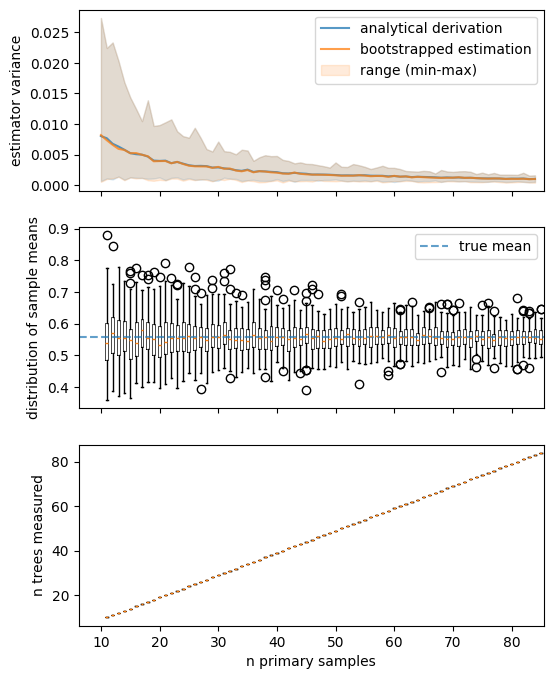 estimator variance
0.025
0.020
0.015
0.010
0.005
0.000
analytical derivation
bootstrapped estimation
range (min-max)
distribution of sample means
0.9
0.8
0.7
0.6
0.5
0.4
true mean
n trees measured
80
60
40
20
10 20 30 40 50 60 70 80
n primary samples